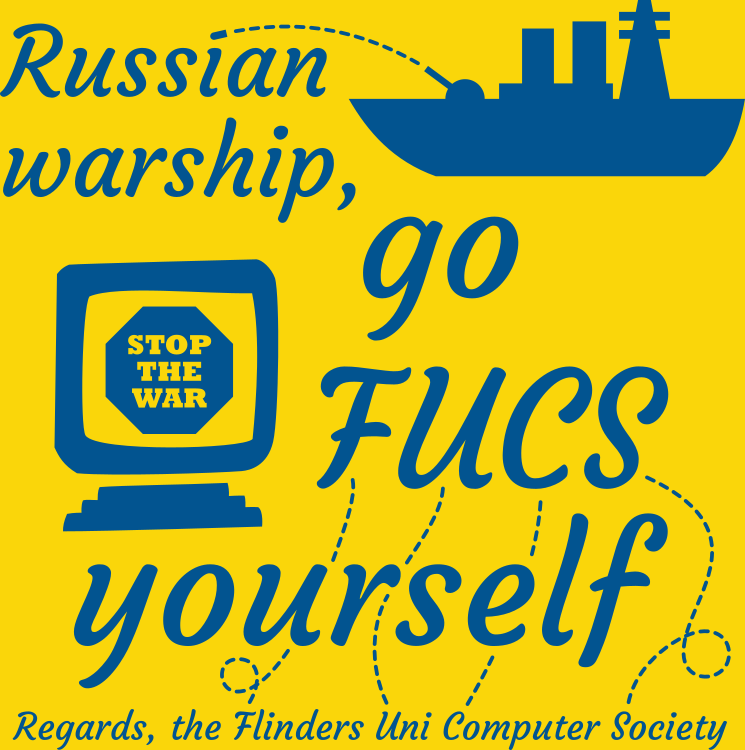 Russian
warship,
go
STOP
THE
WAR
FUCS
yourself
Regards, the Flinders Uni Computer Society